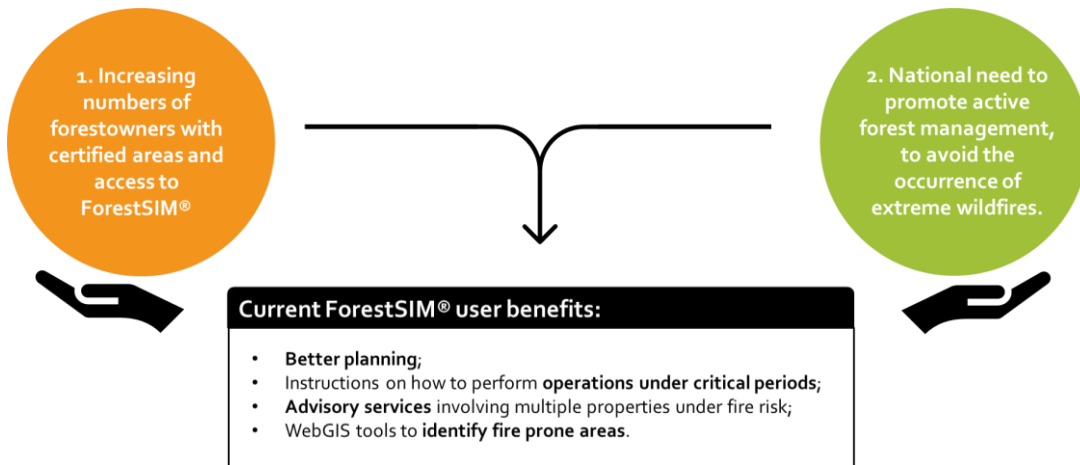 1. Increasing
numbers of
forestowners with
certified areas and
access to
ForestSIM®
2. National need to
promote active
forest management,
to avoid the
occurrence of
extreme wildfires.
Current ForestSIM® user benefits:
• Better planning;
• Instructions on how to perform operations under critical periods;
• Advisory services involving multiple properties under fire risk;
• WebGIS tools to identify fire prone areas.